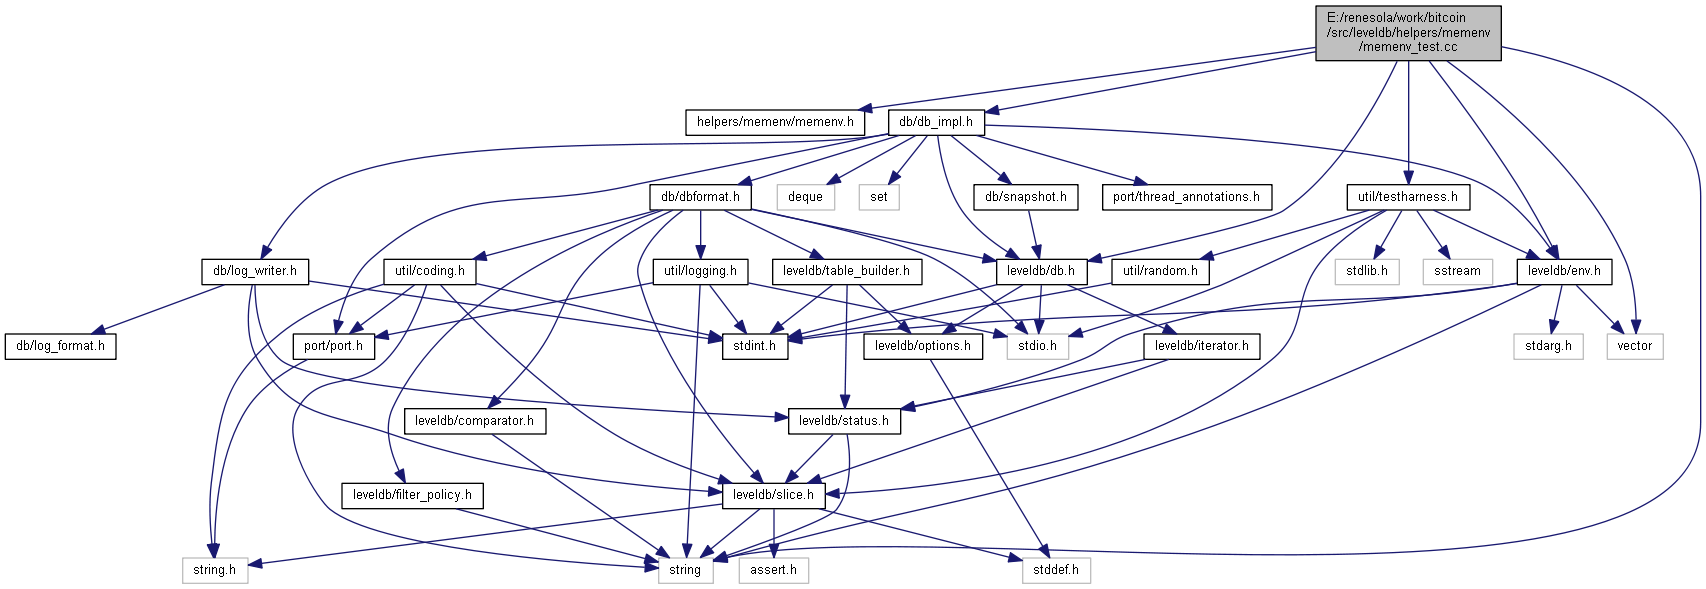 E:/renesola/work/bitcoin
/src/leveldb/helpers/memenv
/memenv_test.cc
helpers/memenv/memenv.h
db/db_impl.h
db/dbformat.h
deque
set
db/snapshot.h
port/thread_annotations.h
util/testharness.h
db/log_writer.h
util/coding.h
util/logging.h
leveldb/table_builder.h
leveldb/db.h
util/random.h
stdlib.h
sstream
leveldb/env.h
db/log_format.h
port/port.h
stdint.h
leveldb/options.h
stdio.h
leveldb/iterator.h
stdarg.h
vector
leveldb/comparator.h
leveldb/status.h
leveldb/filter_policy.h
leveldb/slice.h
string.h
string
assert.h
stddef.h